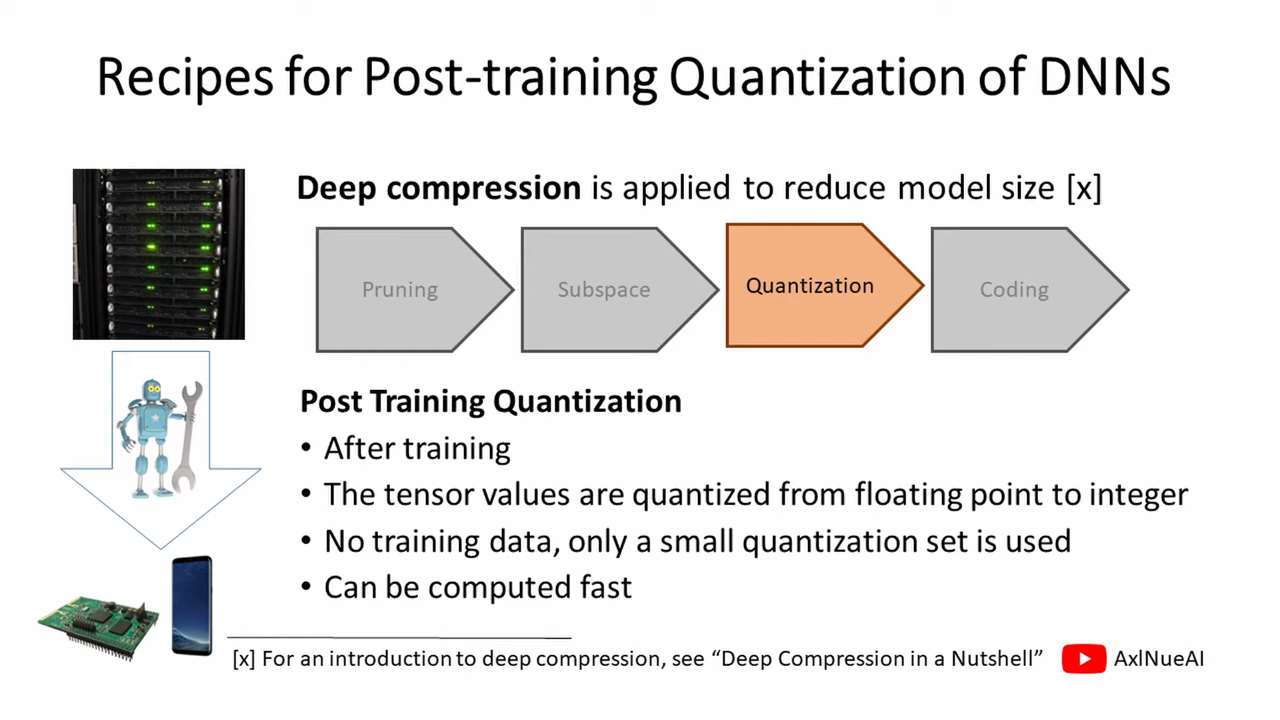 Recipes for Post-training Quantization of DNNs
Deep compression is applied to reduce model size [x]
Pruning
Subspace
Quantization
Coding
Post Training Quantization
• After training
• The tensor values are quantized from floating point to integer
• No training data, only a small quantization set is used
• Can be computed fast
[x] For an introduction to deep compression, see “Deep Compression in a Nutshell” AxlNueAI